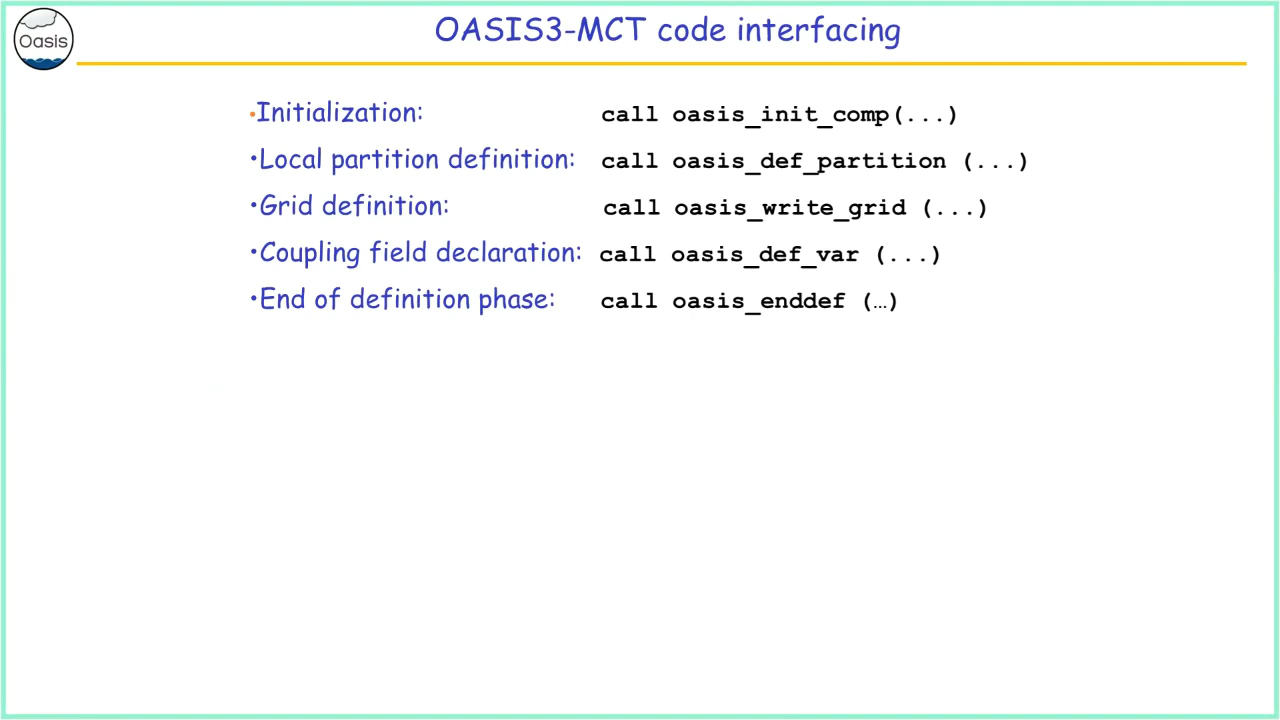 Oasis
OASIS3-MCT code interfacing
•Initialization: call oasis_init_comp(...)
•Local partition definition: call oasis_def_partition (...)
•Grid definition: call oasis_write_grid (...)
•Coupling field declaration: call oasis_def_var (...)
•End of definition phase: call oasis_enddef (…)